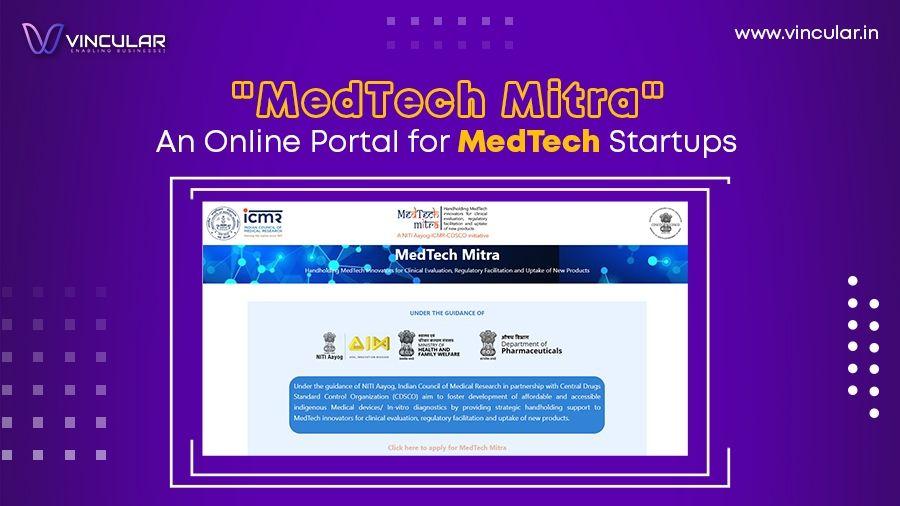 VINCULAR
ENABLING BUSINESSES
www.vincular.in
"MedTech Mitra"
An Online Portal for MedTech Startups
icmr
INDIAN COUNCIL OF
MEDICAL RESEARCH
MedTech
mitra
Handholding MedTech
innovators for clinical
evaluation, regulatory
facilitation and uptake
of new products
A NITI Aayog-ICMR-CDSCO initiative
MedTech Mitra
Handholding MedTech Innovators for Clinical Evaluation, Regulatory Facilitation and Uptake of New Products
UNDER THE GUIDANCE OF
NITI Aayog
AIM
ATAL INNOVATION MISSION
स्वास्थ्य एवं
परिवार कल्याण मंत्रालय
MINISTRY OF
HEALTH AND
FAMILY WELFARE
औषध विभाग
Department of
Pharmaceuticals
Under the guidance of NITI Aayog, Indian Council of Medical Research in partnership with Central Drugs
Standard Control Organization (CDSCO) aim to foster development of affordable and accessible
indigenous Medical devices/ In-vitro diagnostics by providing strategic handholding support to
MedTech innovators for clinical evaluation, regulatory facilitation and uptake of new products.
Click here to apply for MedTech Mitra